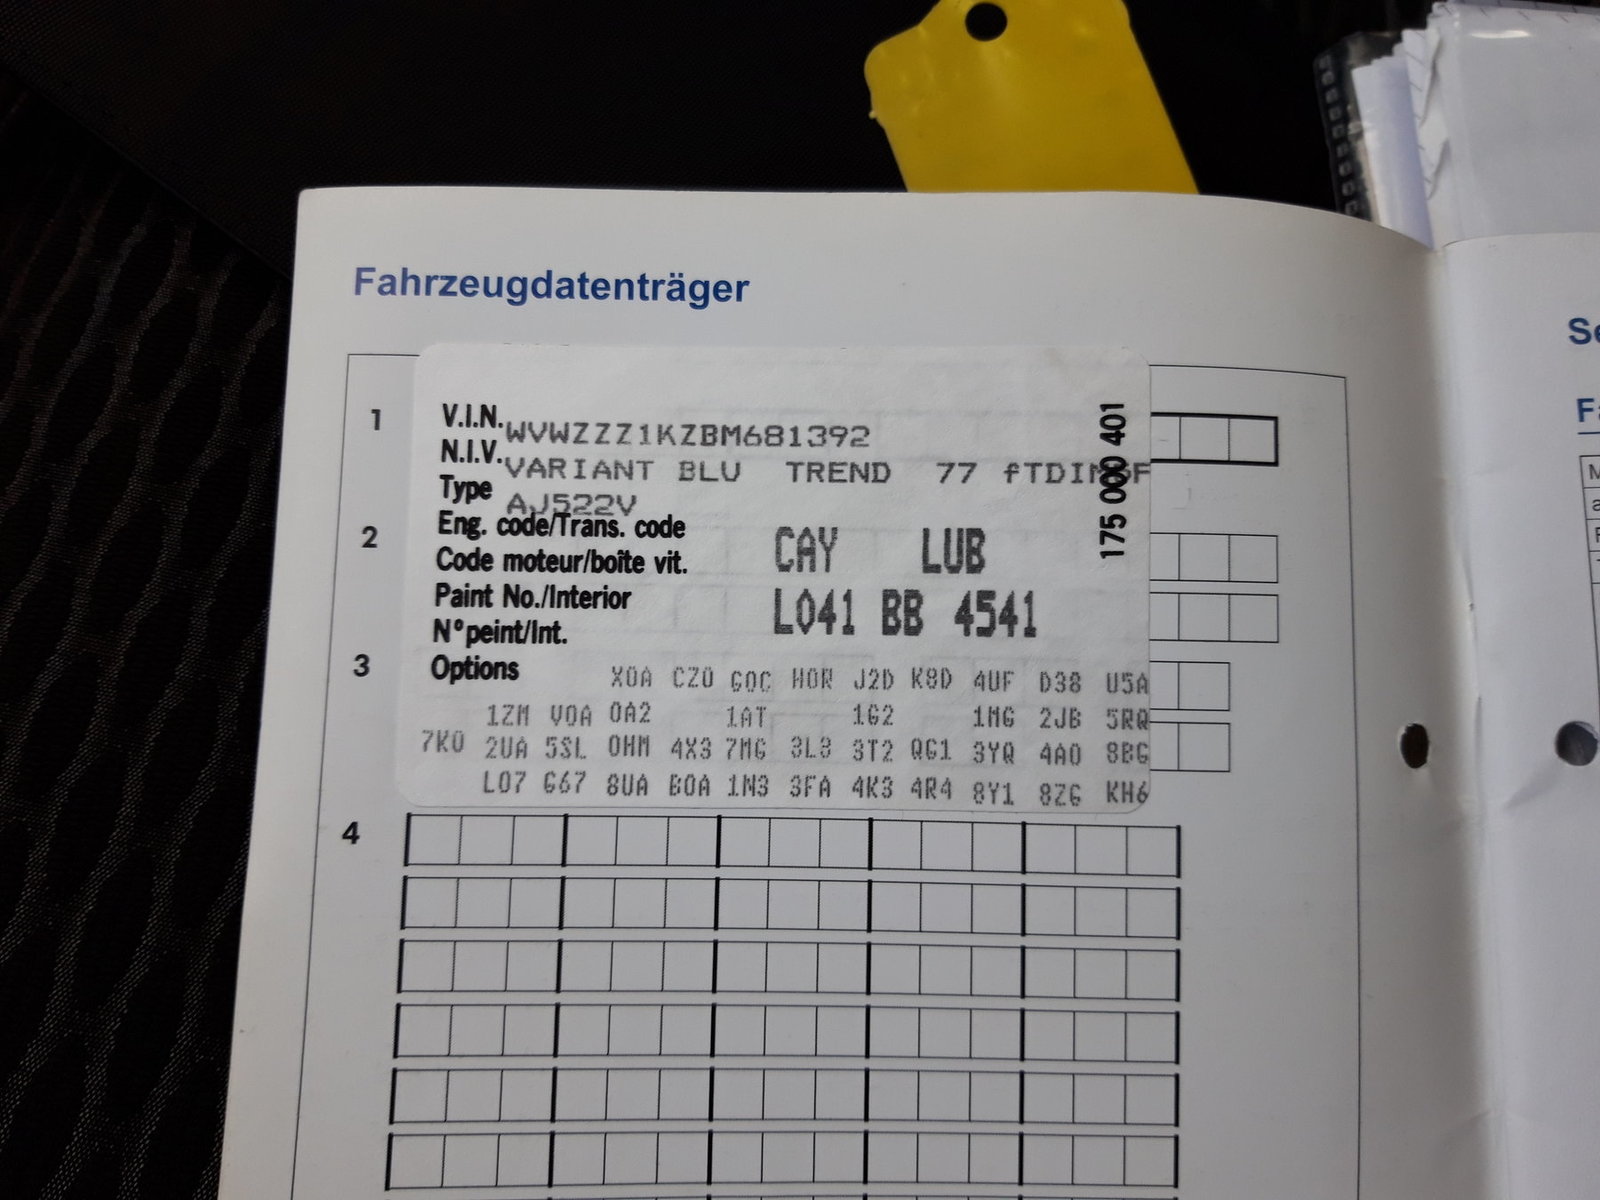 Fahrzeugdatenträger
1
V.I.N.
N.I.V.
WVWZZZ1KZBM681392
VARIANT BLU TREND 77 fTDIM5F
Type
AJ522V
175 000 401
2
Eng. code/Trans. code
Code moteur/boîte vit.
CAY LUB
Paint No./Interior
N° peint/Int.
L041 BB 4541
3
Options
X0A CZ0 G0C H0R J2D K8D 4UF D38 U5A
1ZM V0A 0A2 1AT 1G2 1MG 2JB 5RQ
7K0 2UA 5SL 0HM 4X3 7MG 3L3 3T2 QG1 3YQ 4A0 8BG
L07 G67 8UA B0A 1N3 3FA 4K3 4R4 8Y1 8ZG KH6
4